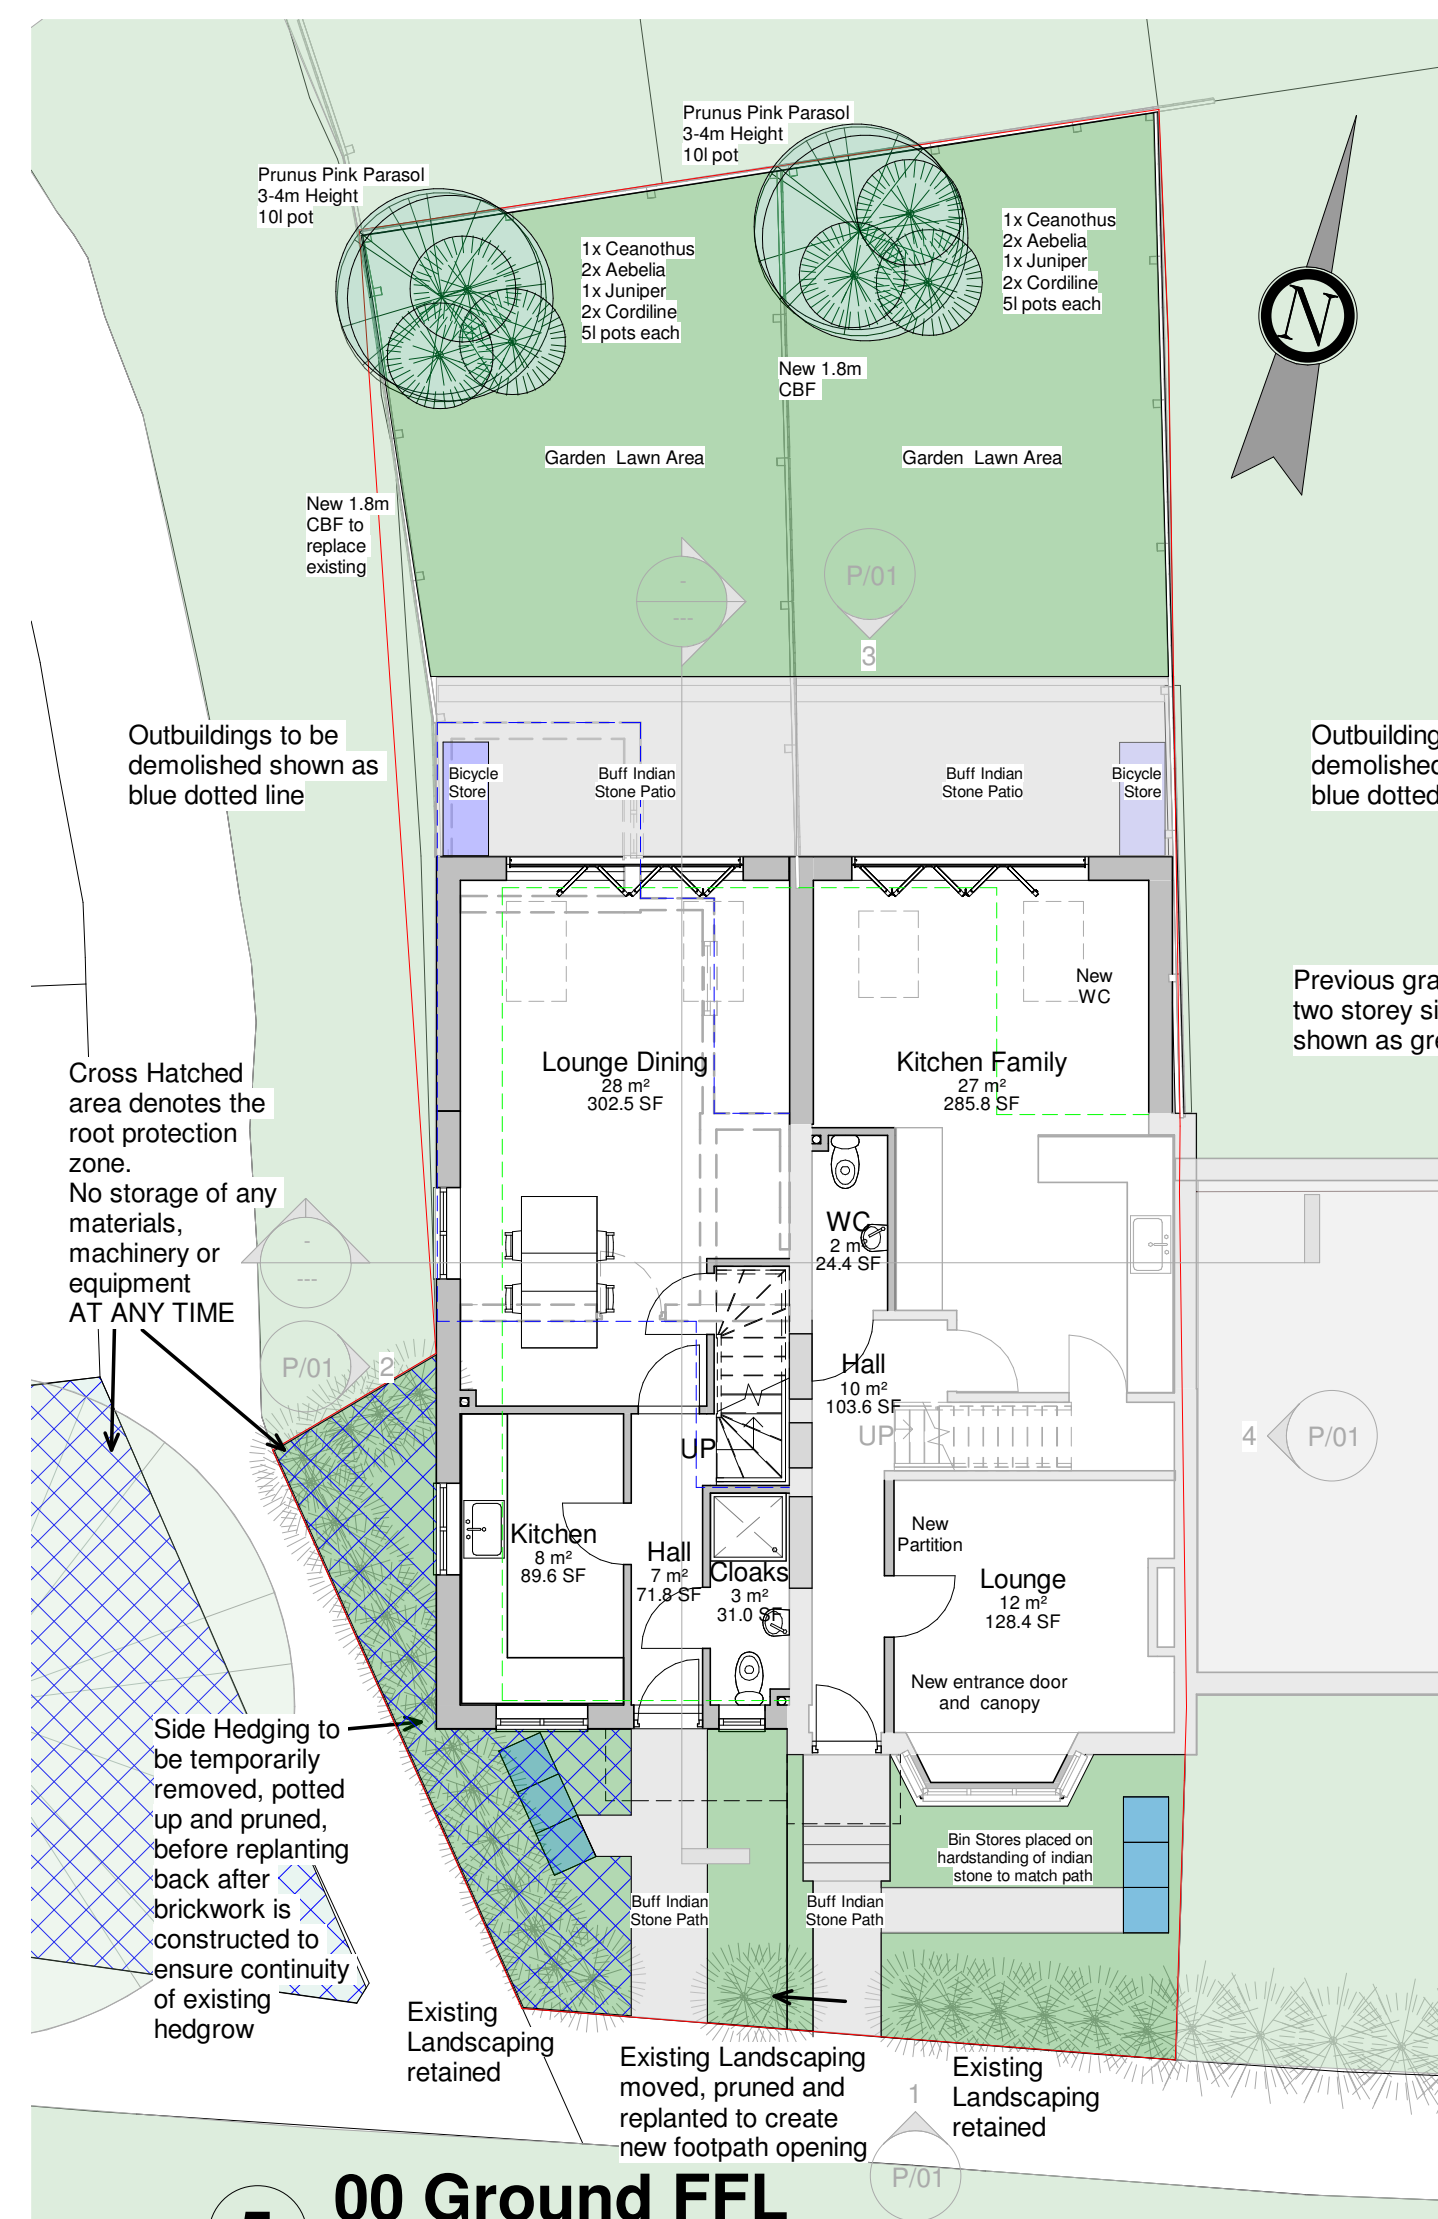 Prunus Pink Parasol
3-4m Height
10l pot
Prunus Pink Parasol
3-4m Height
10l pot
1x Ceanothus
2x Aebelia
1x Juniper
2x Cordiline
5l pots each
1x Ceanothus
2x Aebelia
1x Juniper
2x Cordiline
5l pots each
N
New 1.8m
CBF
Garden Lawn Area
Garden Lawn Area
New 1.8m
CBF to
replace
existing
-
---
P/01
3
Outbuildings to be
demolished shown as
blue dotted line
Outbuilding
demolished
blue dotted
Bicycle
Store
Buff Indian
Stone Patio
Buff Indian
Stone Patio
Bicycle
Store
New
WC
Previous gra
two storey si
shown as gre
Lounge Dining
28 m²
302.5 SF
Kitchen Family
27 m²
285.8 SF
Cross Hatched
area denotes the
root protection
zone.
No storage of any
materials,
machinery or
equipment
AT ANY TIME
-
---
P/01
2
WC
2 m²
24.4 SF
Hall
10 m²
103.6 SF
UP
UP
4
P/01
Kitchen
8 m²
89.6 SF
Hall
7 m²
71.8 SF
Cloaks
3 m²
31.0 SF
New
Partition
Lounge
12 m²
128.4 SF
New entrance door
and canopy
Side Hedging to
be temporarily
removed, potted
up and pruned,
before replanting
back after
brickwork is
constructed to
ensure continuity
of existing
hedgrow
Bin Stores placed on
hardstanding of indian
stone to match path
Buff Indian
Stone Path
Buff Indian
Stone Path
Existing
Landscaping
retained
Existing Landscaping
moved, pruned and
replanted to create
new footpath opening
Existing
Landscaping
retained
1
P/01
00 Ground FFL